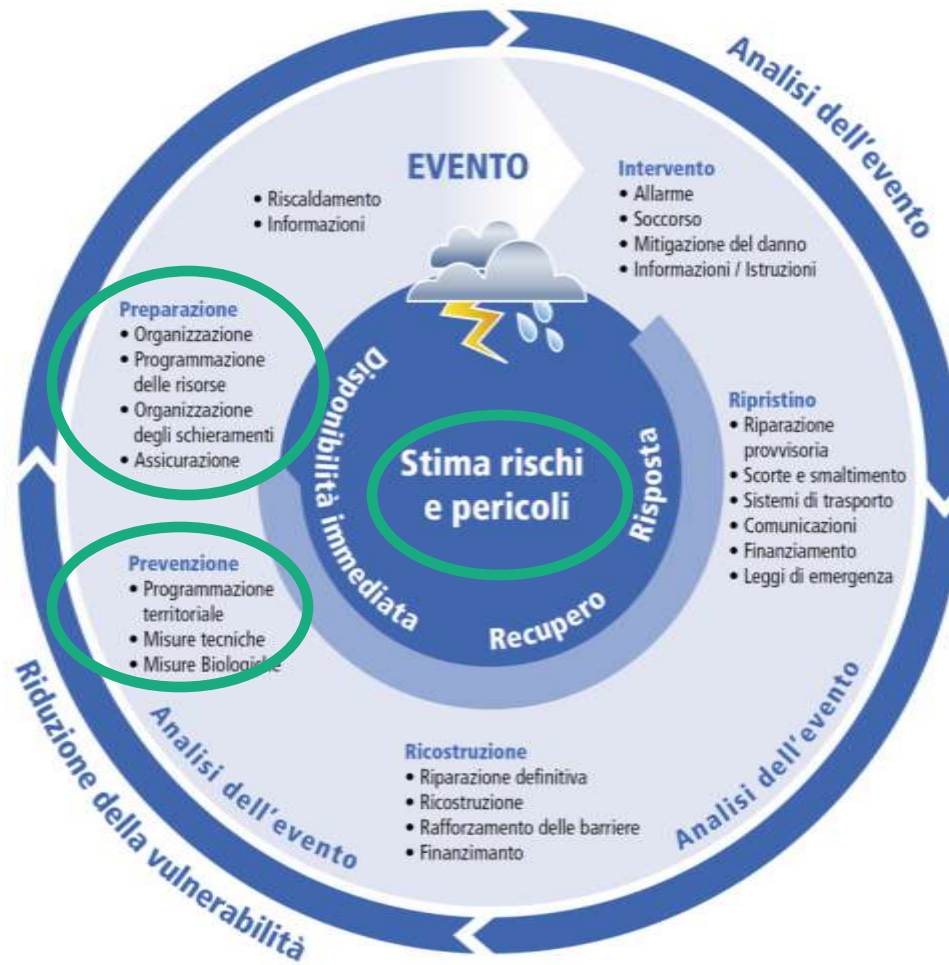 Analisi dell'evento
EVENTO
• Riscaldamento
• Informazioni
Intervento
• Allarme
• Soccorso
• Mitigazione del danno
• Informazioni / Istruzioni
Preparazione
• Organizzazione
• Programmazione
delle risorse
• Organizzazione
degli schieramenti
• Assicurazione
Disponibilità immediata
Stima rischi
e pericoli
Risposta
Recupero
Ripristino
• Riparazione
provvisoria
• Scorte e smaltimento
• Sistemi di trasporto
• Comunicazioni
• Finanziamento
• Leggi di emergenza
Prevenzione
• Programmazione
territoriale
• Misure tecniche
• Misure Biologiche
Analisi dell'evento
Ricostruzione
• Riparazione definitiva
• Ricostruzione
• Rafforzamento delle barriere
• Finanzimanto
Analisi dell'evento
Riduzione della vulnerabilità